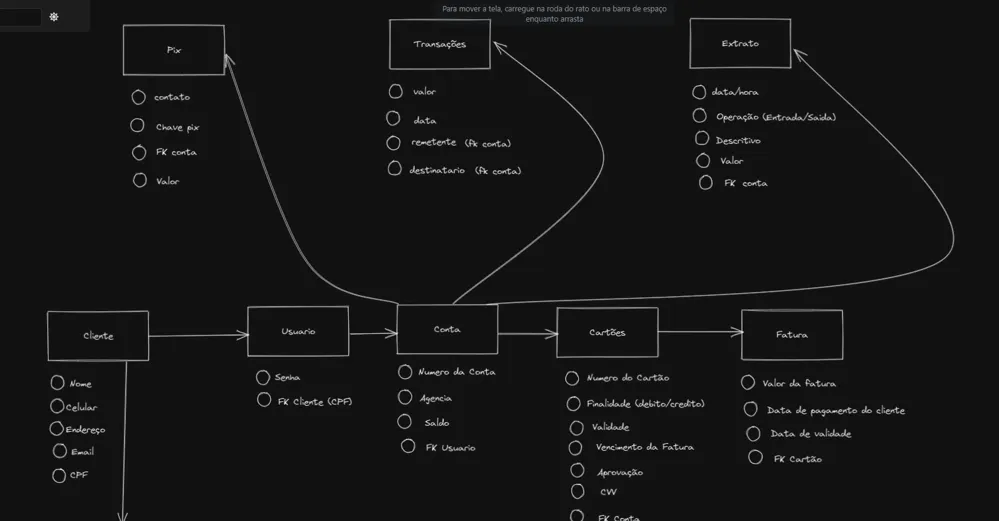 Para mover a tela, carregue na roda do rato ou na barra de espaço
enquanto arrasta
Pix
contato
Chave pix
FK conta
Valor
Transações
valor
data
remetente (fk conta)
destinatario (fk conta)
Extrato
data/hora
Operação (Entrada/Saida)
Descritivo
Valor
FK conta
Cliente
Nome
Celular
Endereço
Email
CPF
Usuario
Senha
FK Cliente (CPF)
Conta
Numero da Conta
Agencia
Saldo
FK Usuario
Cartões
Numero do Cartão
Finalidade (debito/credito)
Validade
Vencimento da Fatura
Aprovação
CVV
FK Conta
Fatura
Valor da fatura
Data de pagamento do cliente
Data de validade
FK Cartão